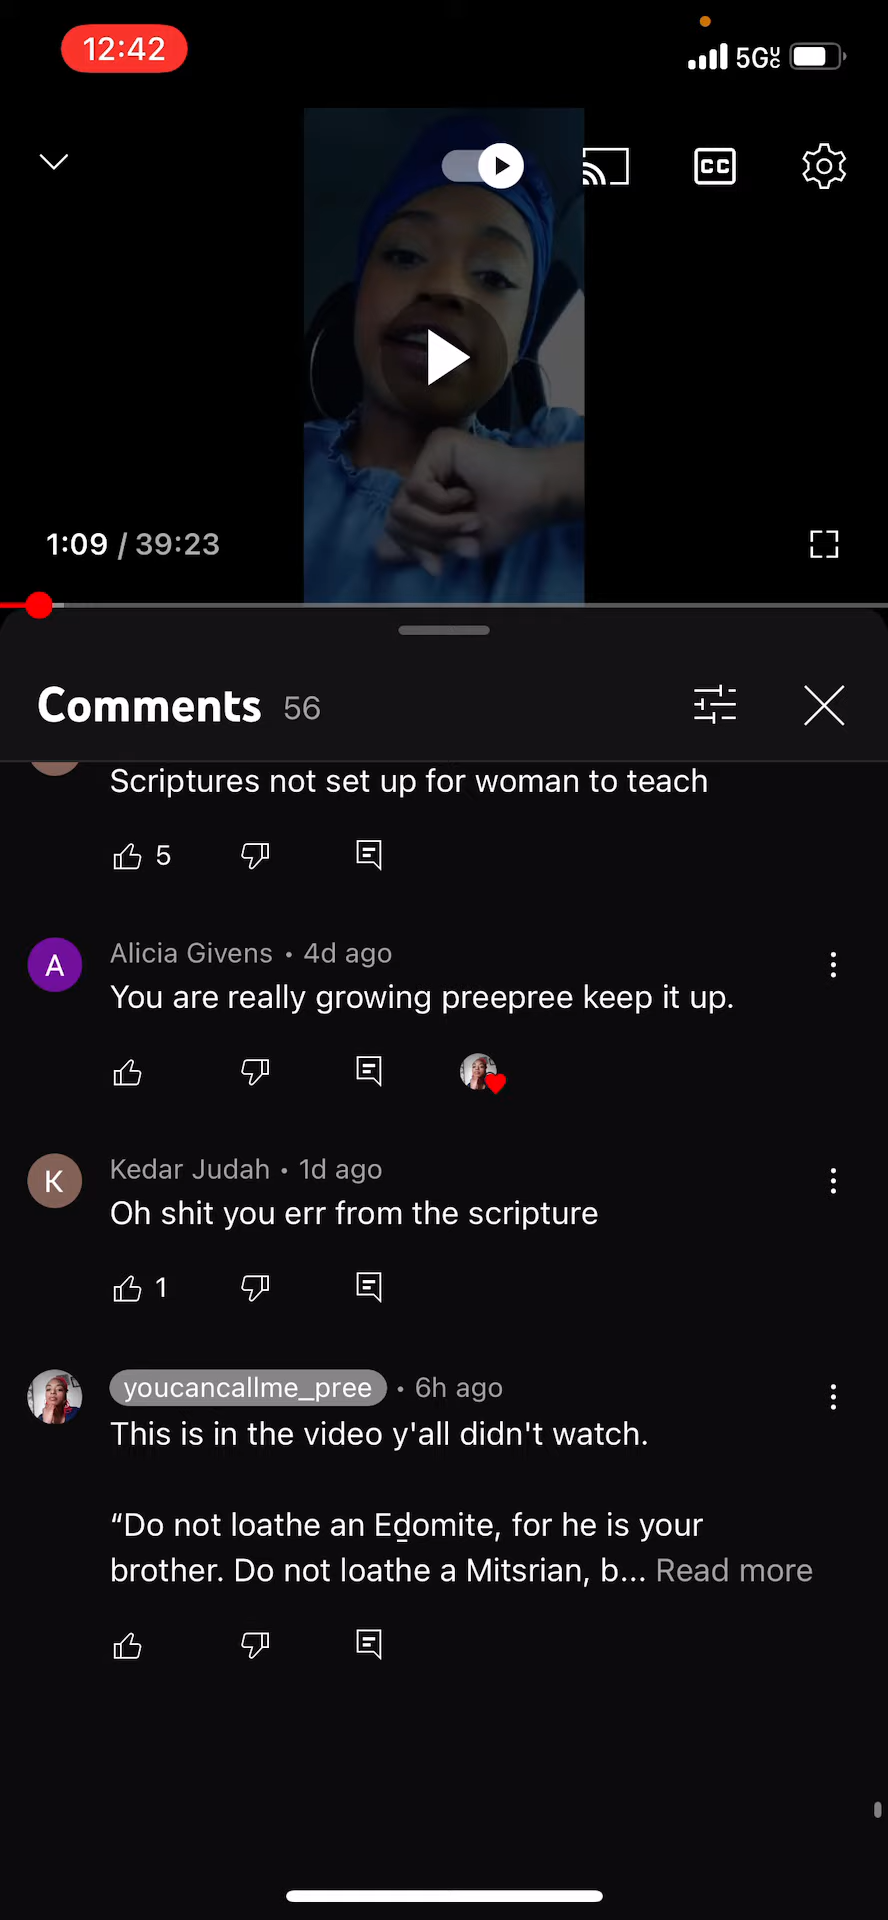 12:42
5GUC
CC
1:09 / 39:23
Comments 56
Scriptures not set up for woman to teach
5
A
Alicia Givens • 4d ago
You are really growing preepree keep it up.
K
Kedar Judah • 1d ago
Oh shit you err from the scripture
1
youcancallme_pree • 6h ago
This is in the video y'all didn't watch.
“Do not loathe an Eḏomite, for he is your
brother. Do not loathe a Mitsrian, b... Read more